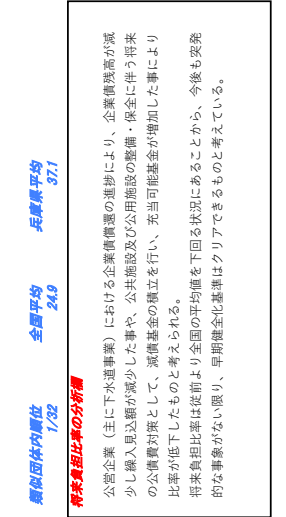 類似団体内順位 全国平均 兵庫県平均
1/32 24.9 37.1
将来負担比率の分析欄
公営企業（主に下水道事業）における企業債償還の進捗により、企業債残高が減
少し繰入見込額が減少した事や、公共施設及び公用施設の整備・保全に伴う将来
の公債費対策として、減債基金の積立を行い、充当可能基金が増加した事により
比率が低下したものと考えられる。
将来負担比率は従前より全国の平均値を下回る状況にあることから、今後も突発
的な事象がない限り、早期健全化基準はクリアできるものと考えている。